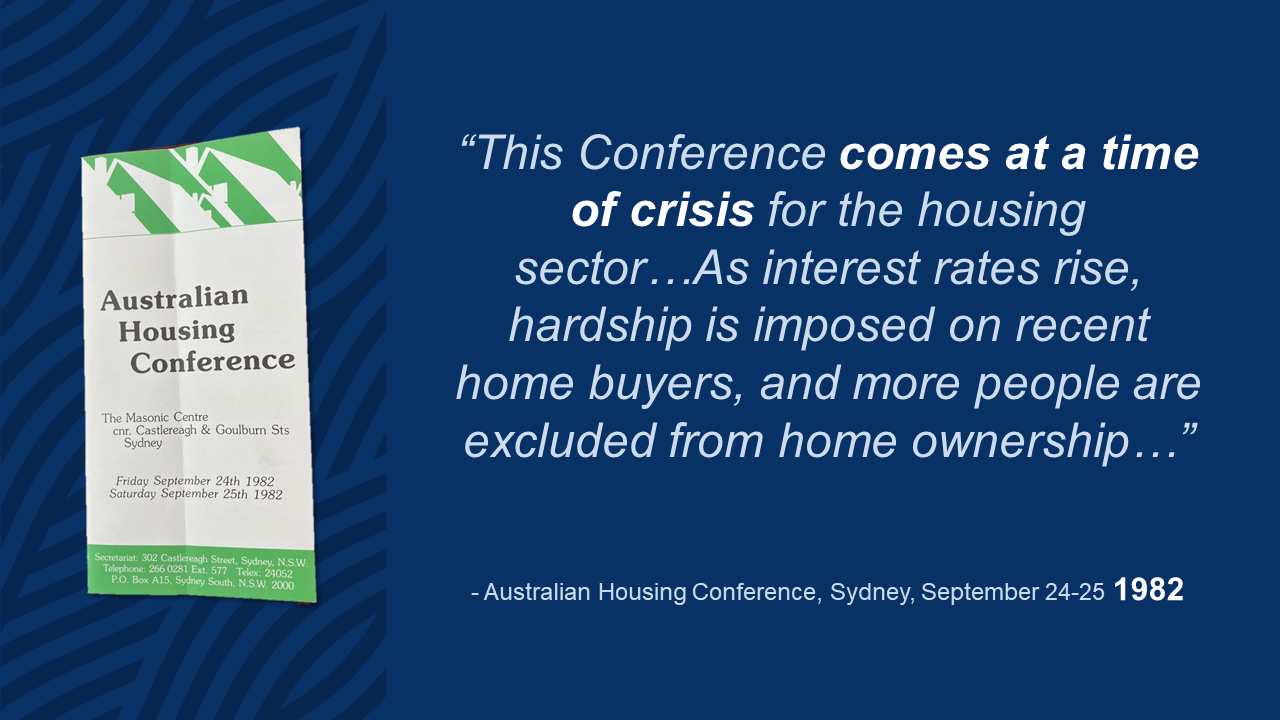 Australian
Housing
Conference
The Masonic Centre
cnr. Castlereagh & Goulburn Sts
Sydney
Friday September 24th 1982
Saturday September 25th 1982
Secretariat: 302 Castlereagh Street, Sydney, N.S.W.
Telephone: 266 0281 Ext. 577 Telex: 24052
P.O. Box A15, Sydney South, N.S.W. 2000
“This Conference comes at a time
of crisis for the housing
sector…As interest rates rise,
hardship is imposed on recent
home buyers, and more people are
excluded from home ownership…”
- Australian Housing Conference, Sydney, September 24-25 1982